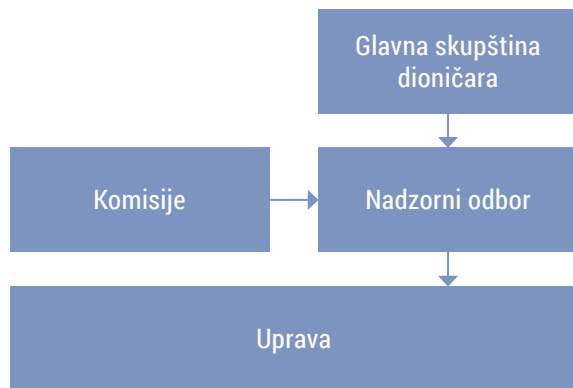 Glavna skupština
dioničara
Komisije
Nadzorni odbor
Uprava